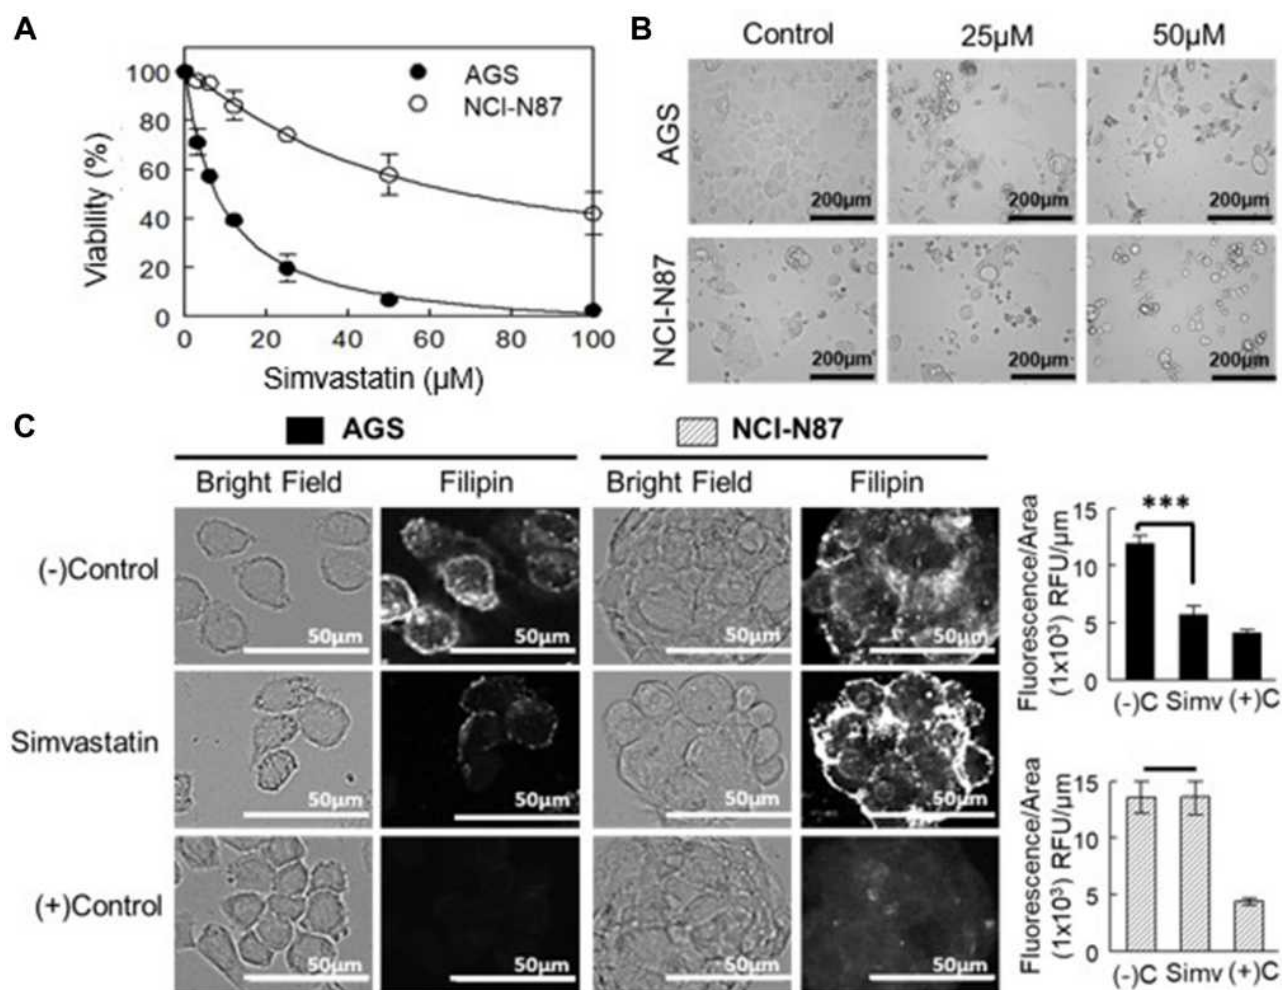 A
Viability (%)
100
80
60
40
20
0
0 20 40 60 80 100
Simvastatin (µM)
AGS
NCI-N87
B
Control 25µM 50µM
AGS
200µm 200µm 200µm
NCI-N87
200µm 200µm 200µm
C
AGS NCI-N87
Bright Field Filipin Bright Field Filipin
(-)Control
50µm 50µm 50µm 50µm
Simvastatin
50µm 50µm 50µm 50µm
(+)Control
50µm 50µm 50µm 50µm
Fluorescence/Area
(1x10³) RFU/µm
***
15
10
5
0
(-)C Simv (+)C
Fluorescence/Area
(1x10³) RFU/µm
15
10
5
0
(-)C Simv (+)C